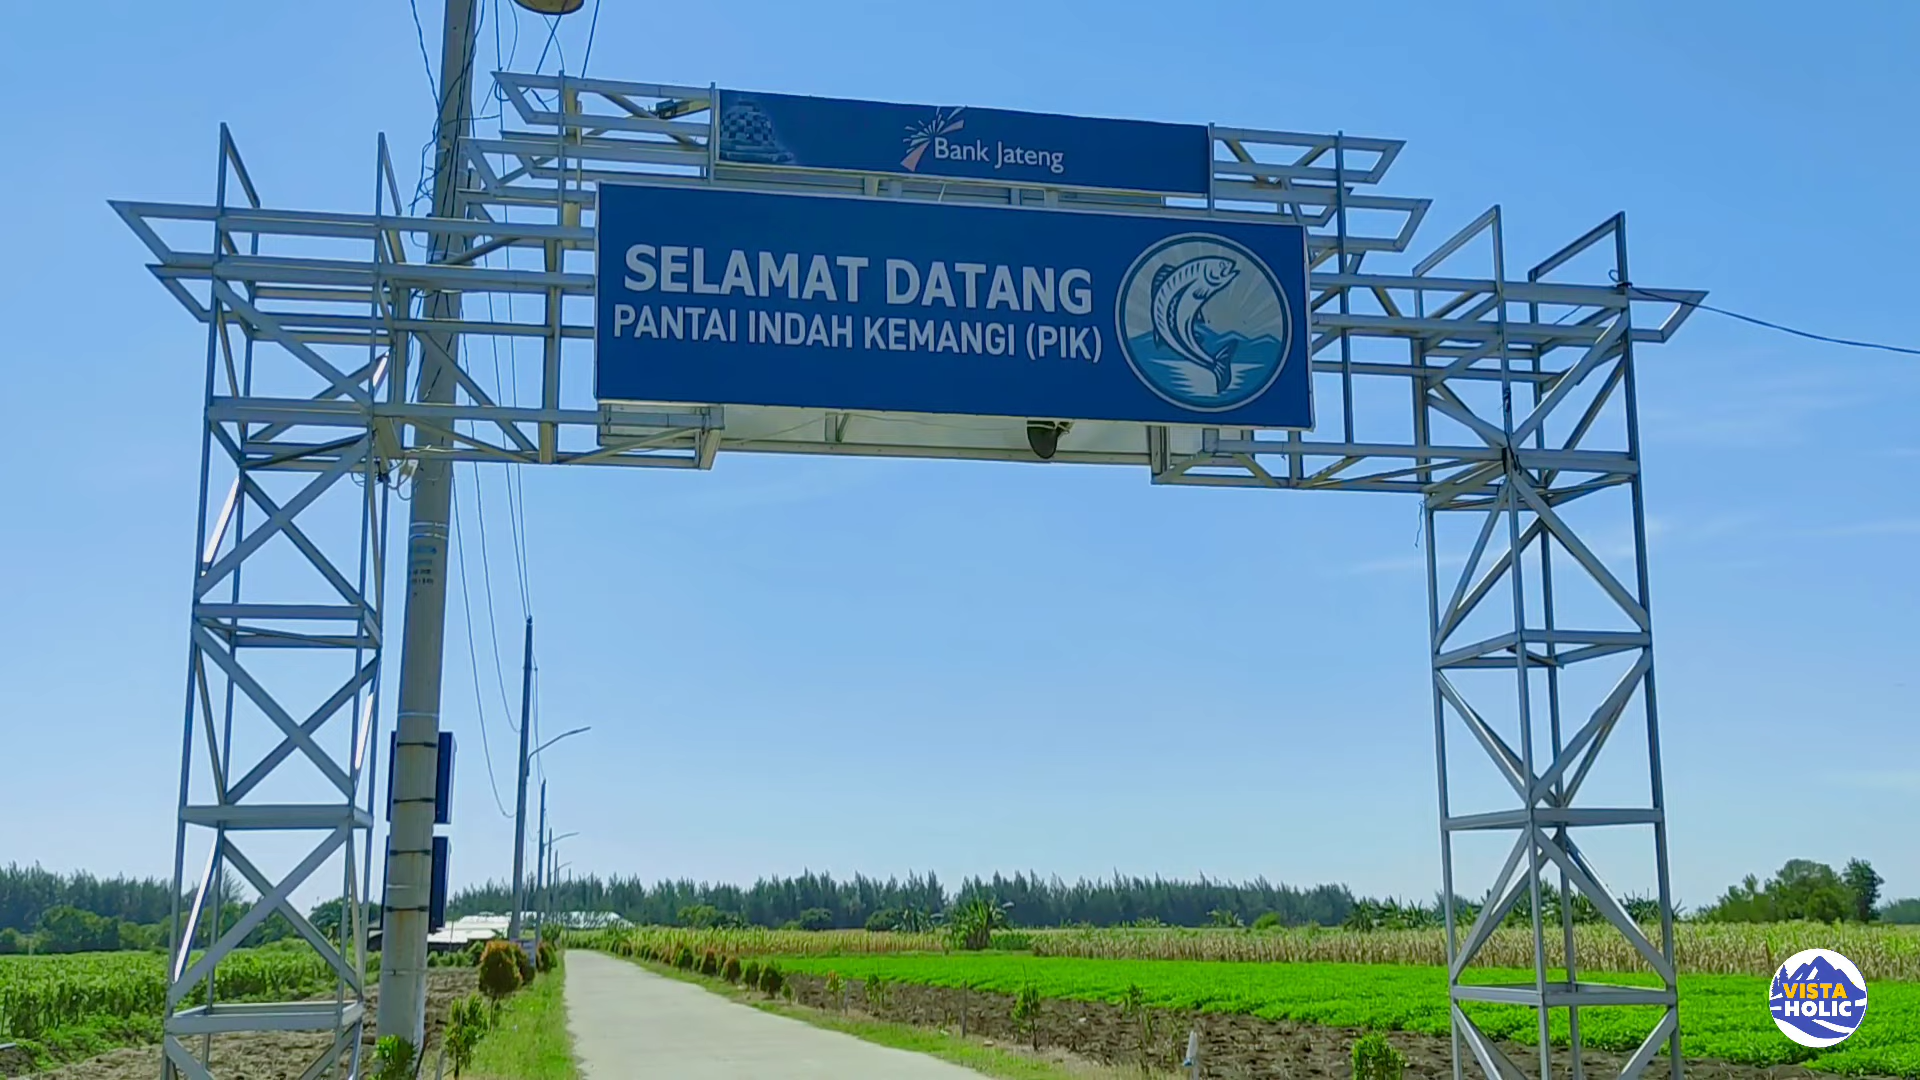 Bank Jateng
SELAMAT DATANG
PANTAI INDAH KEMANGI (PIK)
VISTA
HOLIC